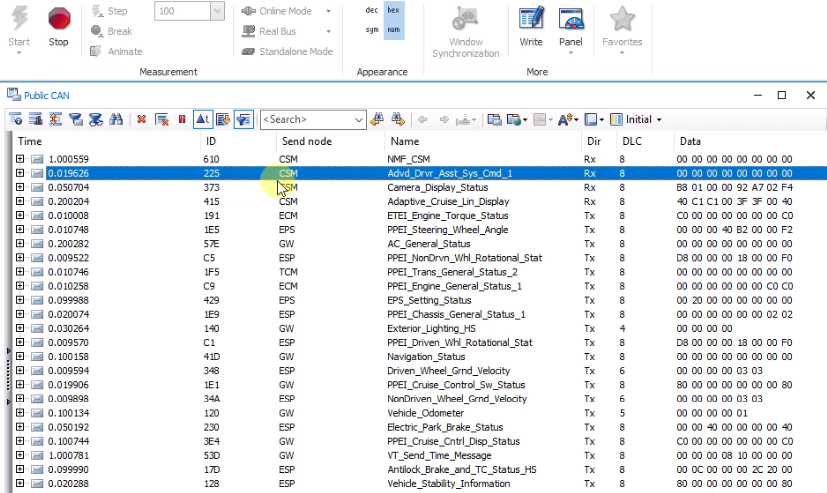 Start
Stop
Step
Break
Animate
100
Online Mode
Real Bus
Standalone Mode
Measurement
dec hex
sym num
Appearance
Window Synchronization
Write
Panel
Favorites
More
Public CAN
Δt
<Search>
Initial
Time ID Send node Name Dir DLC Data
1.000559 610 CSM NMF_CSM Rx 8 00 00 00 00 00 00 00 00
0.019626 225 CSM Advd_Drvr_Asst_Sys_Cmd_1 Rx 8 00 00 00 00 00 00 00 00
0.050704 373 CSM Camera_Display_Status Rx 8 B8 01 00 00 92 A7 02 F4
0.200204 415 CSM Adaptive_Cruise_Lin_Display Rx 8 40 C1 C1 00 3F 3F 00 40
0.010008 191 ECM ETEI_Engine_Torque_Status Tx 8 C0 00 00 00 00 00 00 C0
0.010748 1E5 EPS PPEI_Steering_Wheel_Angle Tx 8 00 00 00 40 B2 00 00 F2
0.200282 57E GW AC_General_Status Tx 8 00 00 00 00 00 00 00 00
0.009522 C5 ESP PPEI_NonDrvn_Whl_Rotational_Stat Tx 8 D8 00 00 00 18 00 00 F0
0.010746 1F5 TCM PPEI_Trans_General_Status_2 Tx 8 00 00 00 00 00 00 00 00
0.010258 C9 ECM PPEI_Engine_General_Status_1 Tx 8 00 00 00 00 00 00 C0 C0
0.099988 429 EPS EPS_Setting_Status Tx 8 00 20 00 00 00 00 00 00
0.020074 1E9 ESP PPEI_Chassis_General_Status_1 Tx 8 00 00 00 00 00 00 02 02
0.030264 140 GW Exterior_Lighting_HS Tx 4 00 00 00 00
0.009570 C1 ESP PPEI_Driven_Whl_Rotational_Stat Tx 8 D8 00 00 00 18 00 00 F0
0.100158 41D GW Navigation_Status Tx 8 00 00 00 00 00 00 00 00
0.009594 348 ESP Driven_Wheel_Grnd_Velocity Tx 6 00 00 00 00 03 03
0.019906 1E1 GW PPEI_Cruise_Control_Sw_Status Tx 8 80 00 00 00 00 00 00 80
0.009898 34A ESP NonDriven_Wheel_Grnd_Velocity Tx 6 00 00 00 00 03 03
0.100134 120 GW Vehicle_Odometer Tx 5 00 00 00 00 01
0.050192 230 ESP Electric_Park_Brake_Status Tx 8 00 00 40 00 00 00 00 40
0.100744 3E4 GW PPEI_Cruise_Cntrl_Disp_Status Tx 8 C0 00 00 00 00 00 00 C0
1.000781 53D GW VT_Send_Time_Message Tx 8 00 00 00 08 10 00 00 00
0.099990 17D ESP Antilock_Brake_and_TC_Status_HS Tx 8 00 0C 00 00 00 2C 20 00
0.020288 128 ESP Vehicle_Stability_Information Tx 8 80 00 00 00 00 00 00 80